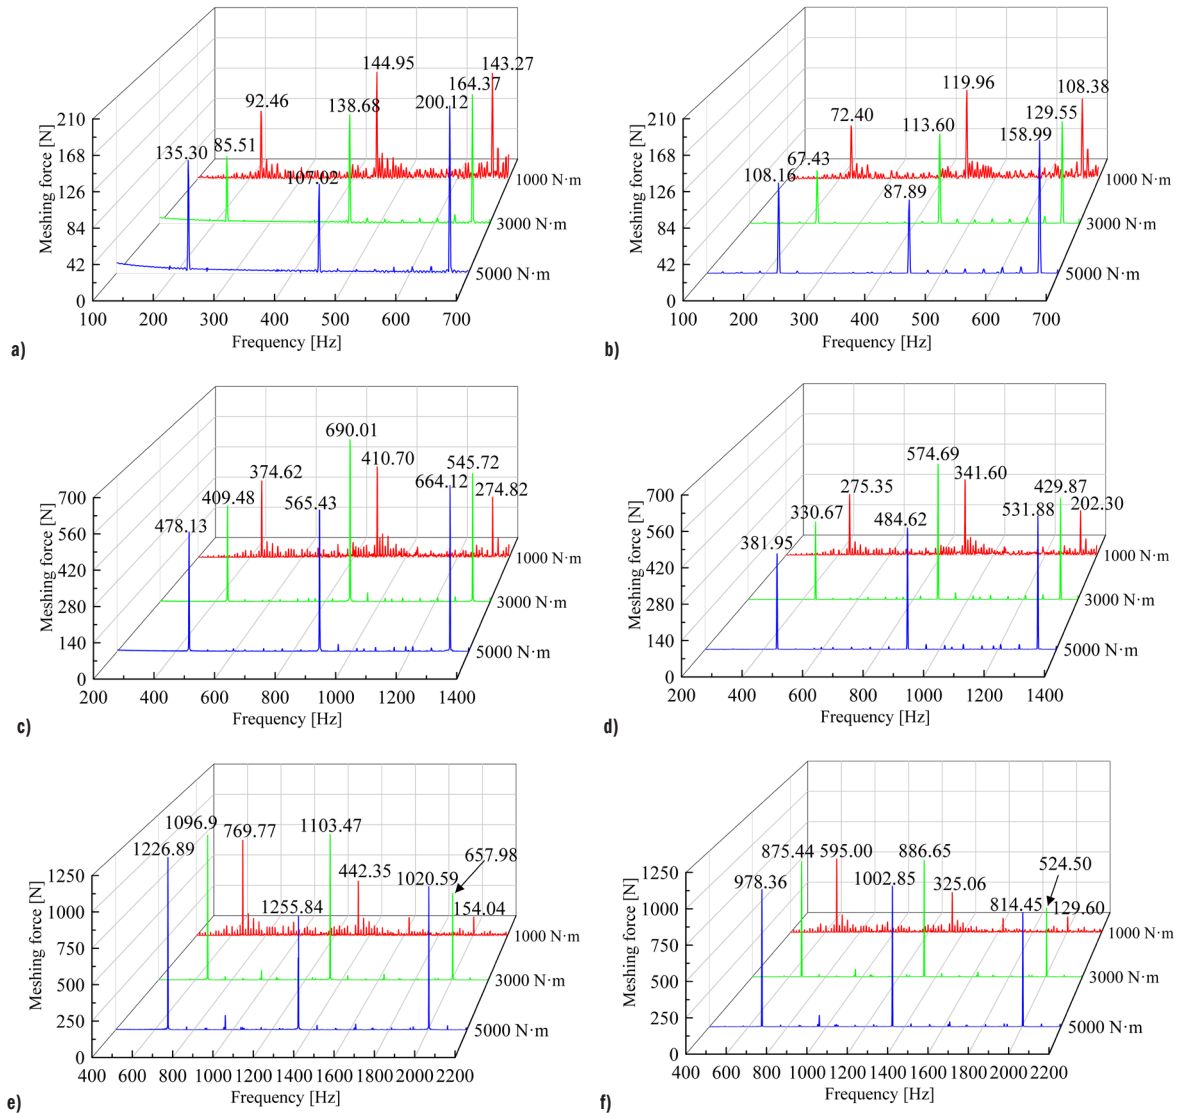 144.95 143.27
92.46 138.68 164.37
200.12
135.30 85.51
107.02
210
168
126
84
42
0
Meshing force [N]
1000 N·m
3000 N·m
5000 N·m
100 200 300 400 500 600 700
Frequency [Hz]
a)
119.96 108.38
72.40 113.60 129.55
158.99
108.16 67.43
87.89
210
168
126
84
42
0
Meshing force [N]
1000 N·m
3000 N·m
5000 N·m
100 200 300 400 500 600 700
Frequency [Hz]
b)
690.01
374.62 410.70 545.72
409.48 664.12 274.82
478.13 565.43
700
560
420
280
140
0
Meshing force [N]
1000 N·m
3000 N·m
5000 N·m
200 400 600 800 1000 1200 1400
Frequency [Hz]
c)
574.69
275.35 341.60 429.87
330.67 484.62 531.88 202.30
381.95
700
560
420
280
140
0
Meshing force [N]
1000 N·m
3000 N·m
5000 N·m
200 400 600 800 1000 1200 1400
Frequency [Hz]
d)
1096.9 769.77 1103.47
1226.89 657.98
442.35 1020.59
1255.84 154.04
1250
1000
750
500
250
0
Meshing force [N]
1000 N·m
3000 N·m
5000 N·m
400 600 800 1000 1200 1400 1600 1800 2000 2200
Frequency [Hz]
e)
875.44 595.00 886.65 524.50
978.36 1002.85 325.06
814.45 129.60
1250
1000
750
500
250
0
Meshing force [N]
1000 N·m
3000 N·m
5000 N·m
400 600 800 1000 1200 1400 1600 1800 2000 2200
Frequency [Hz]
f)